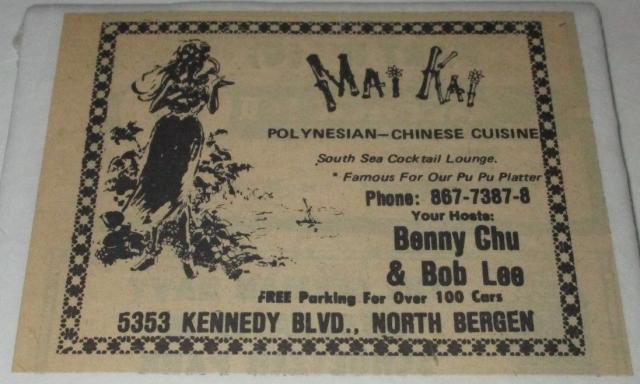 Mai Kai
POLYNESIAN-CHINESE CUISINE
South Sea Cocktail Lounge.
* Famous For Our Pu Pu Platter
Phone: 867-7387-8
Your Hosts:
Benny Chu
& Bob Lee
FREE Parking For Over 100 Cars
5353 KENNEDY BLVD., NORTH BERGEN